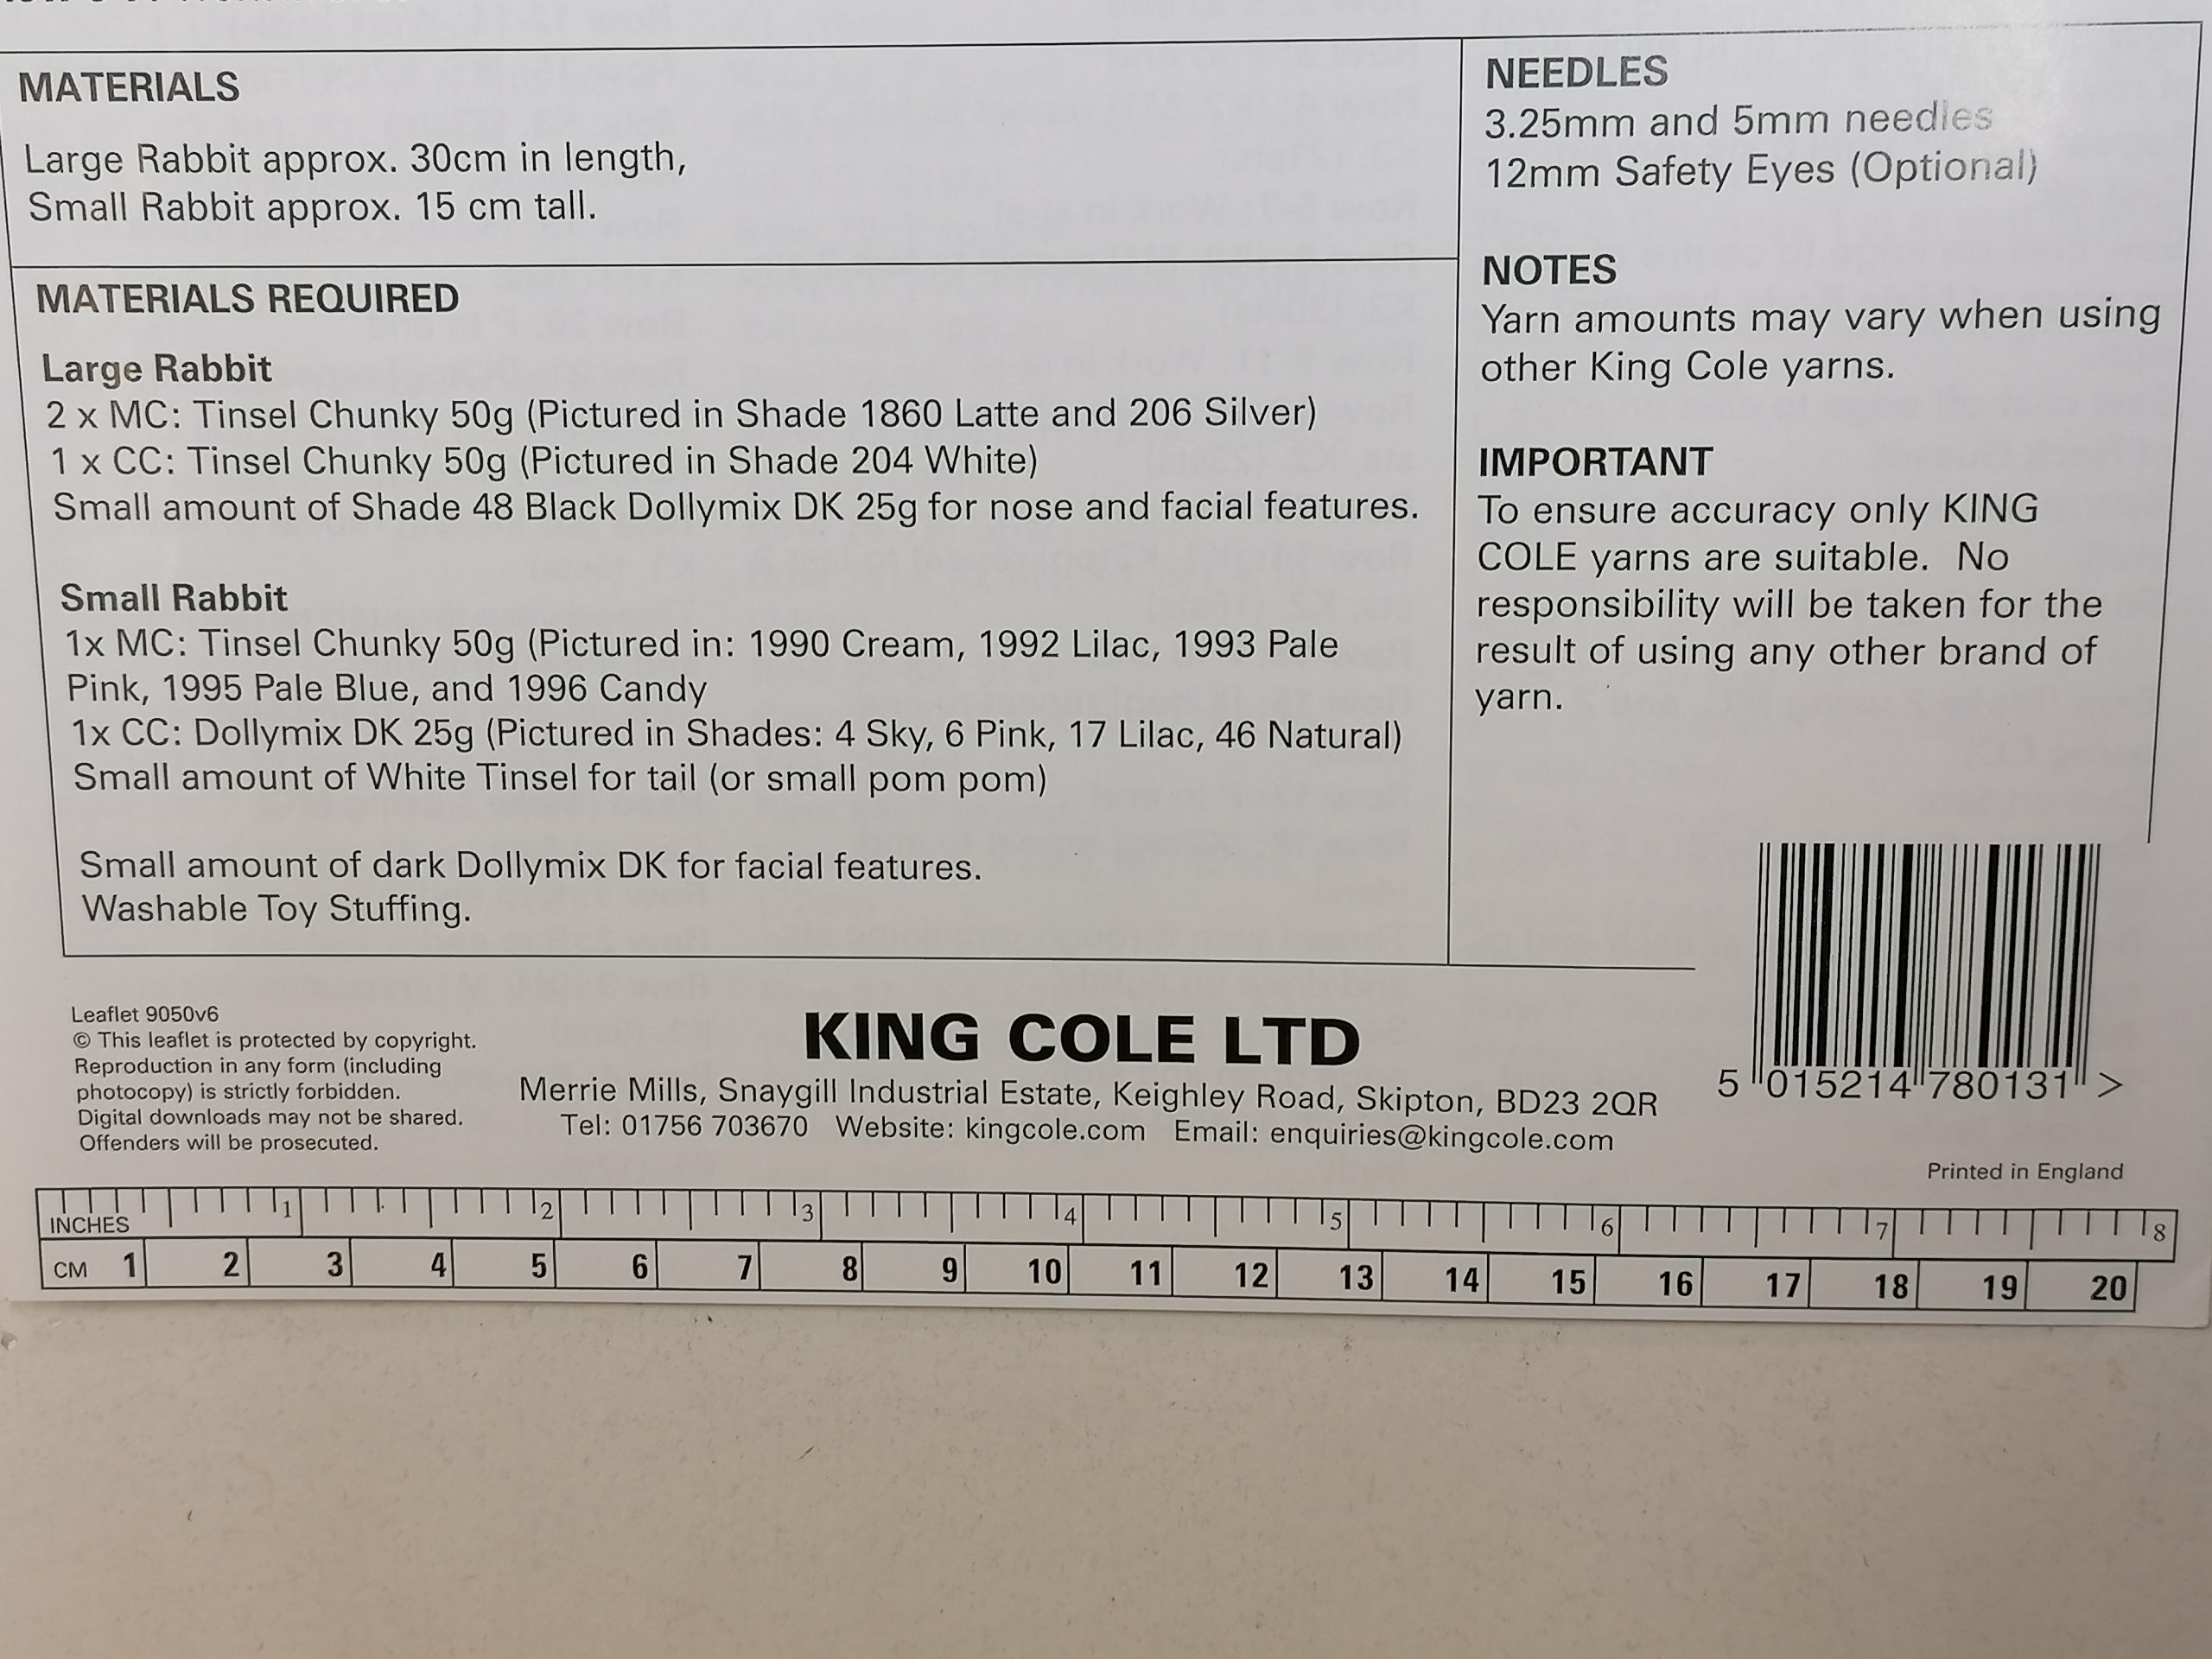 MATERIALS
Large Rabbit approx. 30cm in length,
Small Rabbit approx. 15 cm tall.
MATERIALS REQUIRED
Large Rabbit
2 x MC: Tinsel Chunky 50g (Pictured in Shade 1860 Latte and 206 Silver)
1 x CC: Tinsel Chunky 50g (Pictured in Shade 204 White)
Small amount of Shade 48 Black Dollymix DK 25g for nose and facial features.
Small Rabbit
1x MC: Tinsel Chunky 50g (Pictured in: 1990 Cream, 1992 Lilac, 1993 Pale
Pink, 1995 Pale Blue, and 1996 Candy
1x CC: Dollymix DK 25g (Pictured in Shades: 4 Sky, 6 Pink, 17 Lilac, 46 Natural)
Small amount of White Tinsel for tail (or small pom pom)
Small amount of dark Dollymix DK for facial features.
Washable Toy Stuffing.
NEEDLES
3.25mm and 5mm needles
12mm Safety Eyes (Optional)
NOTES
Yarn amounts may vary when using
other King Cole yarns.
IMPORTANT
To ensure accuracy only KING
COLE yarns are suitable.  No
responsibility will be taken for the
result of using any other brand of
yarn.
5 015214 780131 >
Leaflet 9050v6
© This leaflet is protected by copyright.
Reproduction in any form (including
photocopy) is strictly forbidden.
Digital downloads may not be shared.
Offenders will be prosecuted.
KING COLE LTD
Merrie Mills, Snaygill Industrial Estate, Keighley Road, Skipton, BD23 2QR
Tel: 01756 703670 Website: kingcole.com Email: enquiries@kingcole.com
Printed in England
INCHES 1 2 3 4 5 6 7 8
CM 1 2 3 4 5 6 7 8 9 10 11 12 13 14 15 16 17 18 19 20